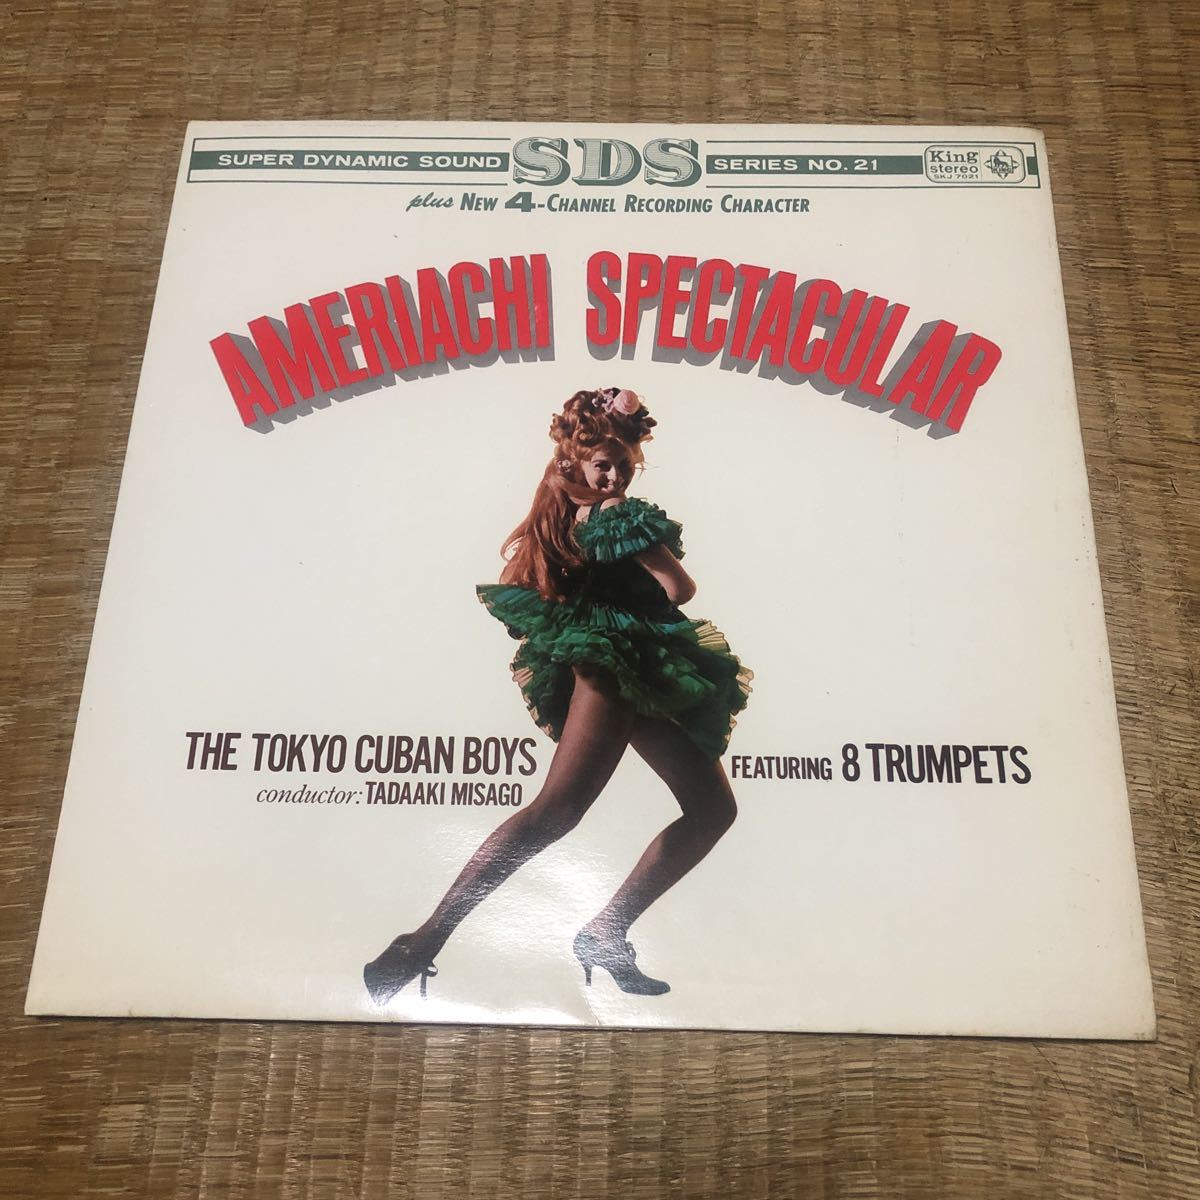 SUPER DYNAMIC SOUND SDS SERIES NO. 21
King
stereo
SKJ 7021
KING
plus NEW 4-CHANNEL RECORDING CHARACTER
AMERIACHI SPECTACULAR
THE TOKYO CUBAN BOYS
conductor: TADAAKI MISAGO
FEATURING 8 TRUMPETS